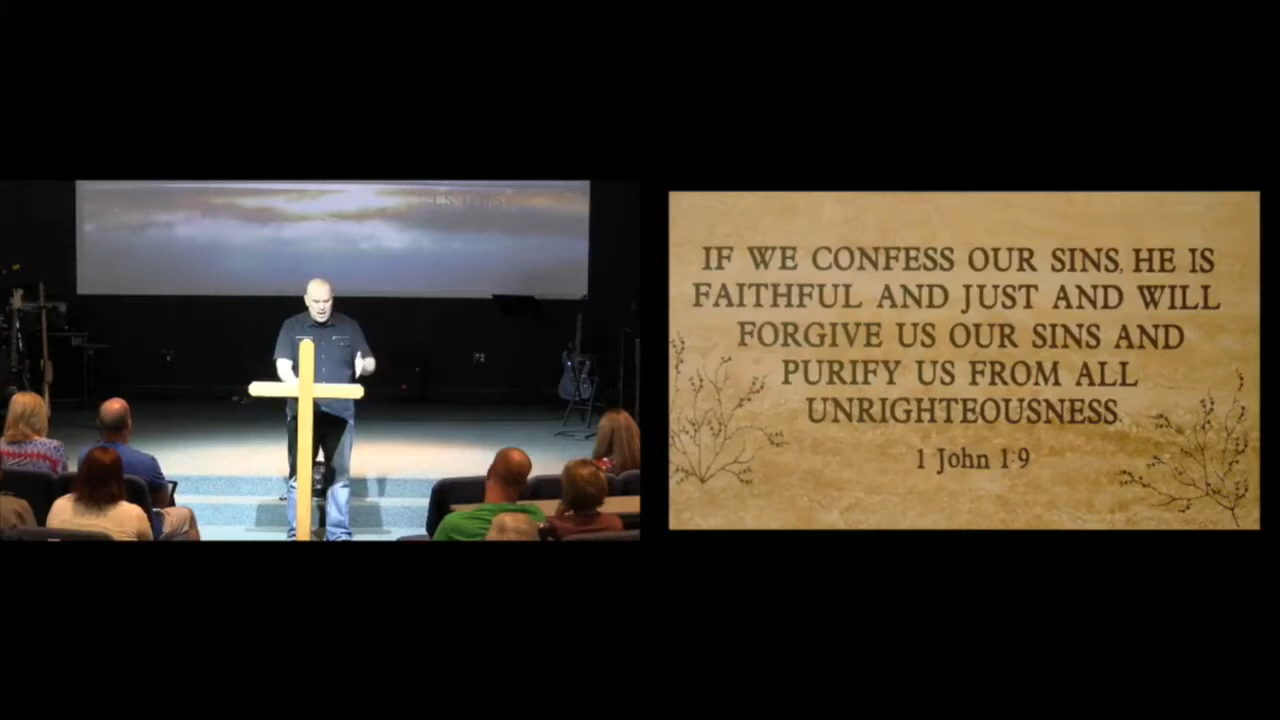 IF WE CONFESS OUR SINS, HE IS
FAITHFUL AND JUST AND WILL
FORGIVE US OUR SINS AND
PURIFY US FROM ALL
UNRIGHTEOUSNESS.
1 John 1:9